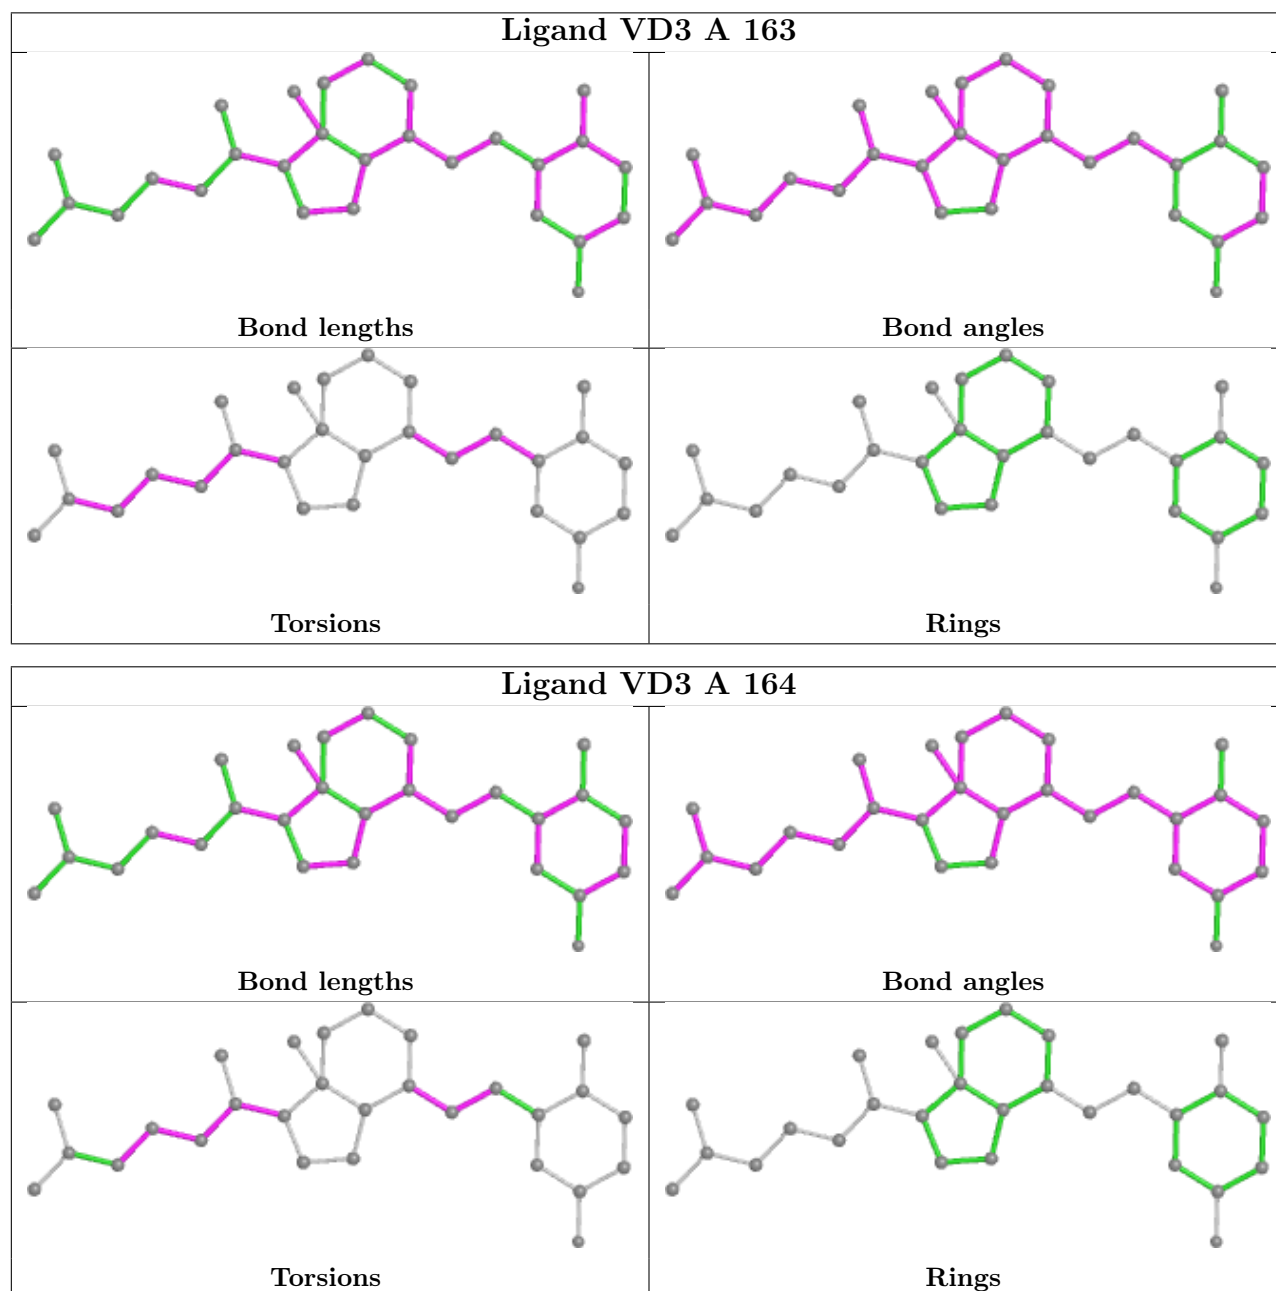 Ligand VD3 A 163
Bond lengths
Bond angles
Torsions
Rings
Ligand VD3 A 164
Bond lengths
Bond angles
Torsions
Rings